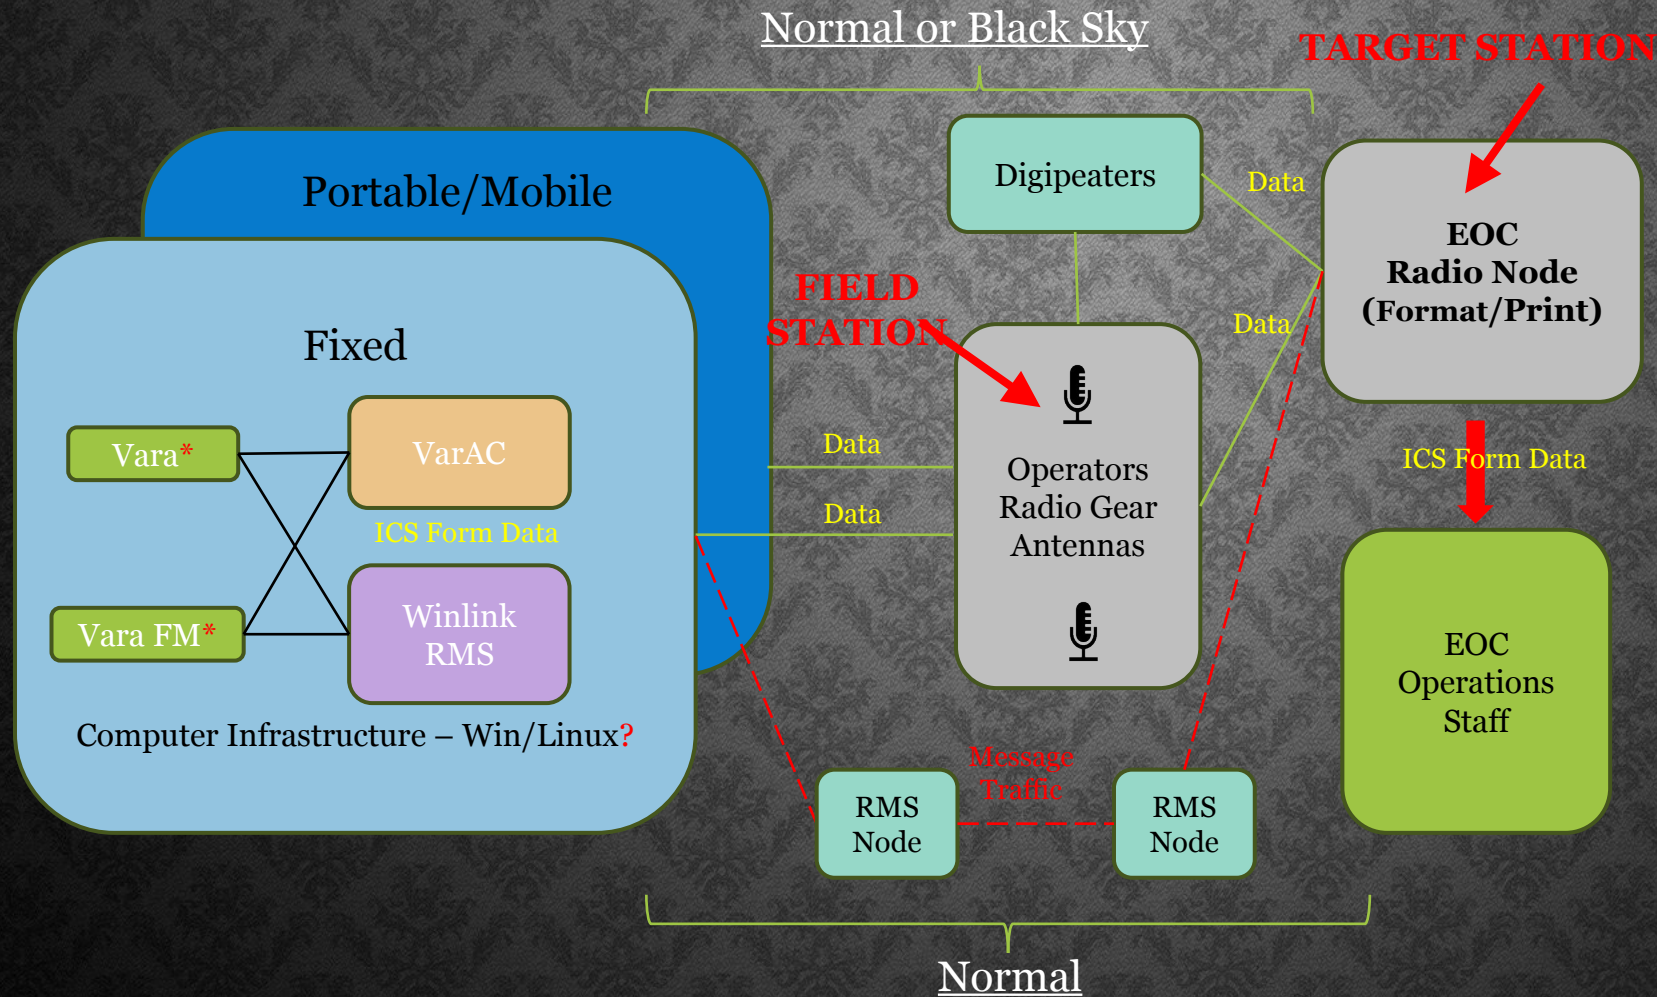 Normal or Black Sky
TARGET STATION
Portable/Mobile
Digipeaters
Data
EOC
Radio Node
(Format/Print)
FIELD
STATION
Fixed
Data
Vara*
VarAC
Data
Operators
Radio Gear
Antennas
ICS Form Data
ICS Form Data
Data
Vara FM*
Winlink
RMS
EOC
Operations
Staff
Computer Infrastructure – Win/Linux?
Message
Traffic
RMS
Node
RMS
Node
Normal